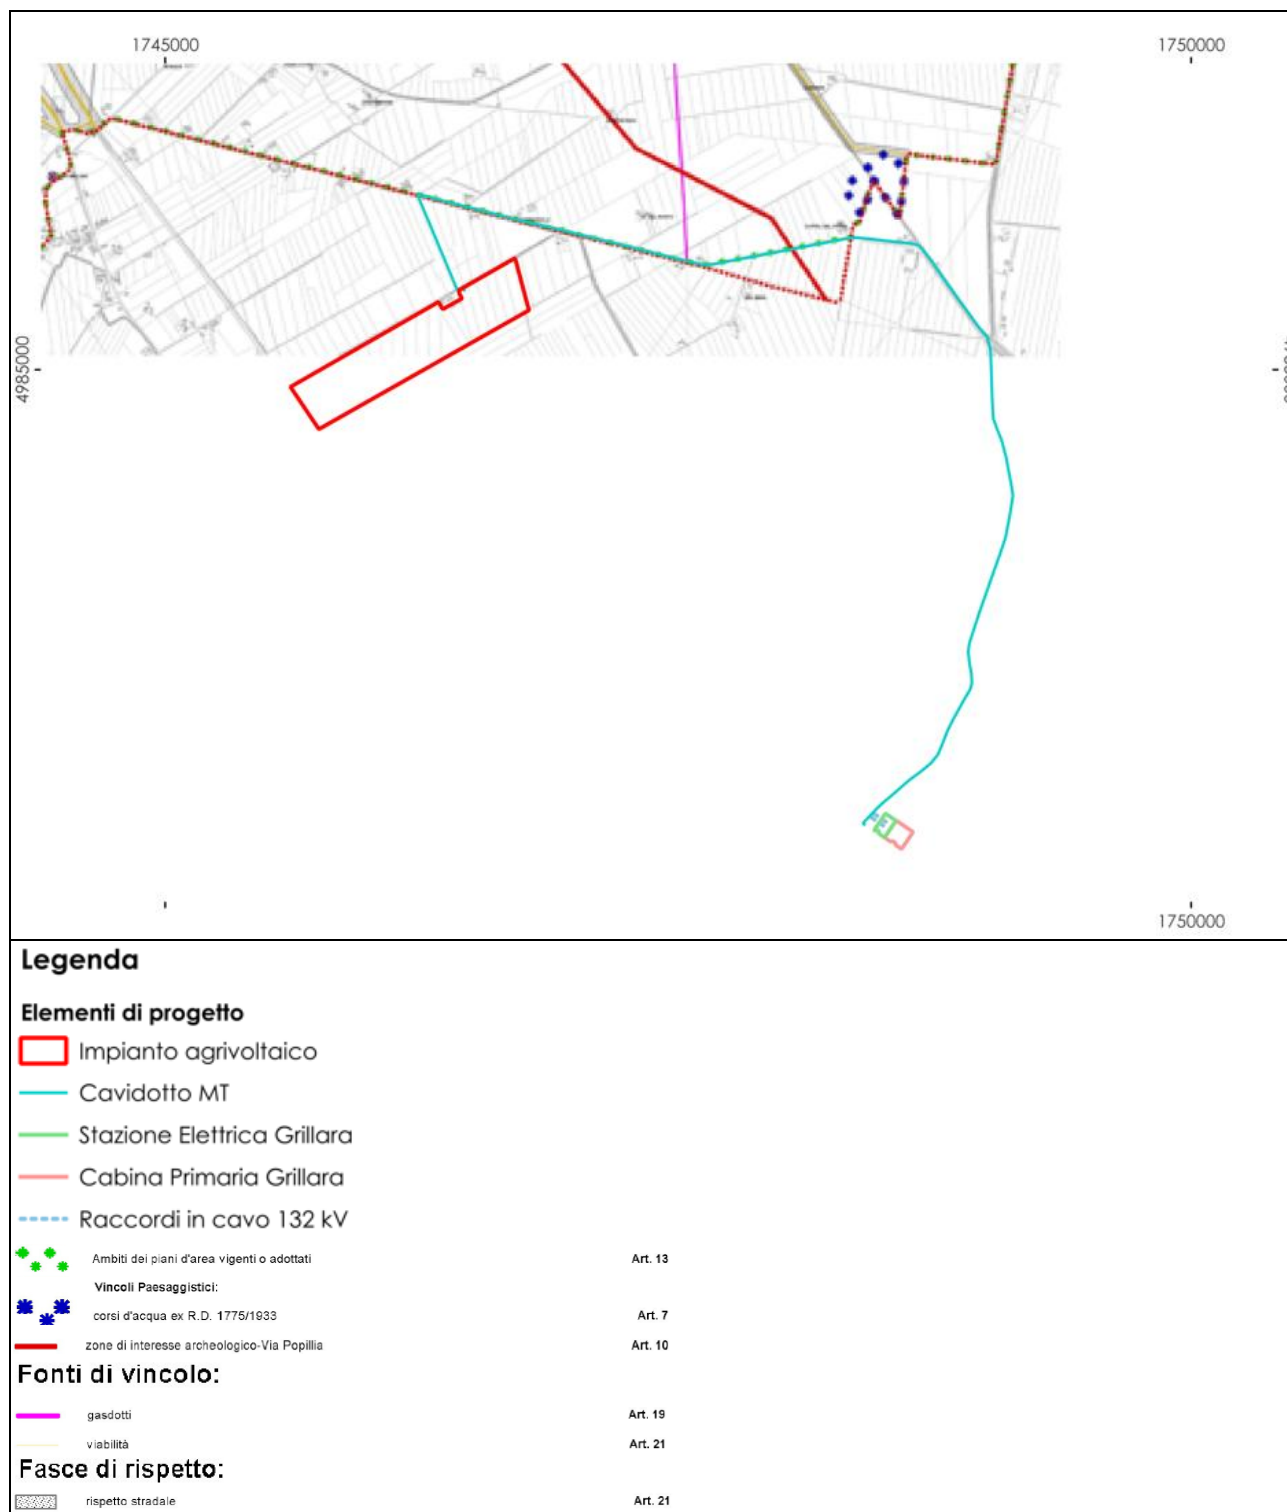 1745000 1750000
4985000
1750000
Legenda
Elementi di progetto
Impianto agrivoltaico
Cavidotto MT
Stazione Elettrica Grillara
Cabina Primaria Grillara
Raccordi in cavo 132 kV
Ambiti dei piani d'area vigenti o adottati Art. 13
Vincoli Paesaggistici:
corsi d'acqua ex R.D. 1775/1933 Art. 7
zone di interesse archeologico-Via Popillia Art. 10
Fonti di vincolo:
gasdotti Art. 19
viabilità Art. 21
Fasce di rispetto:
rispetto stradale Art. 21